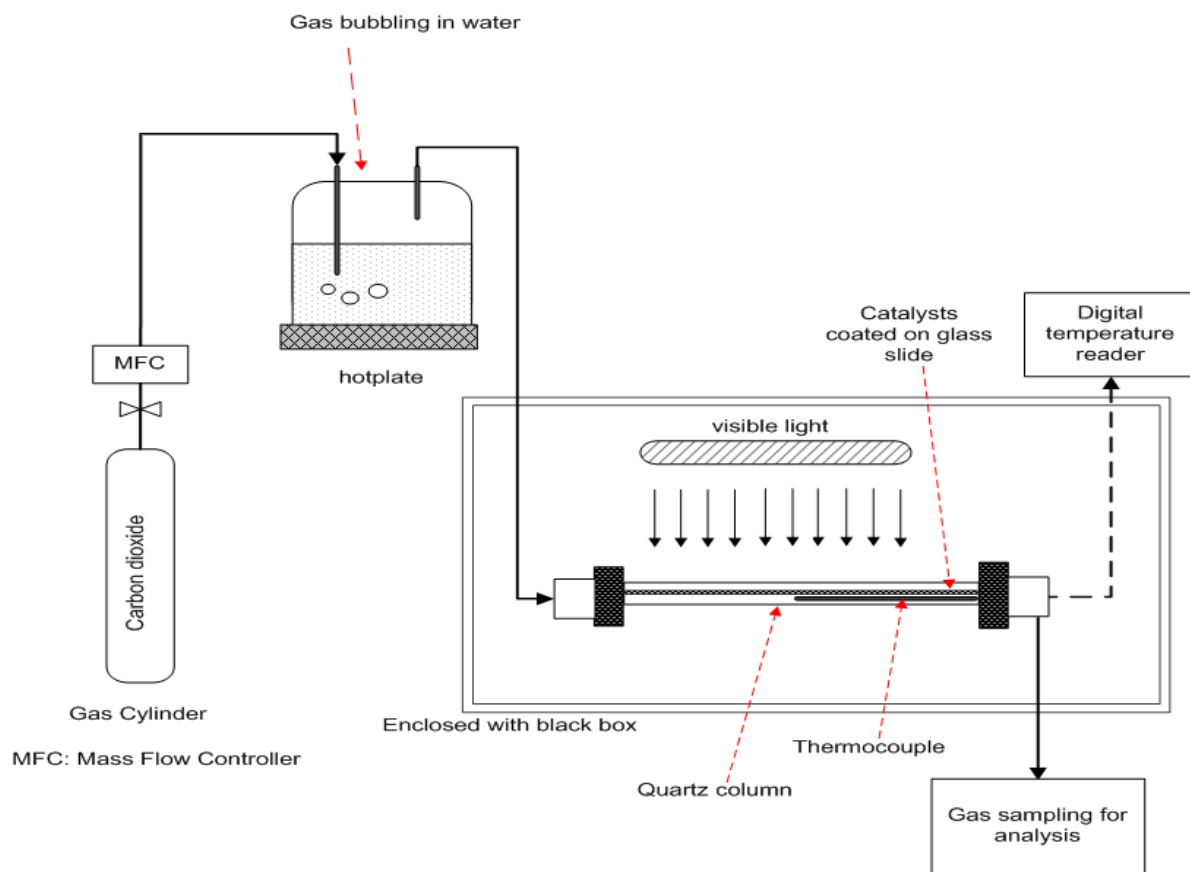 Gas bubbling in water
MFC
hotplate
Catalysts
coated on glass
slide
Digital
temperature
reader
visible light
Carbon dioxide
Gas Cylinder
Enclosed with black box
MFC: Mass Flow Controller
Thermocouple
Quartz column
Gas sampling for
analysis